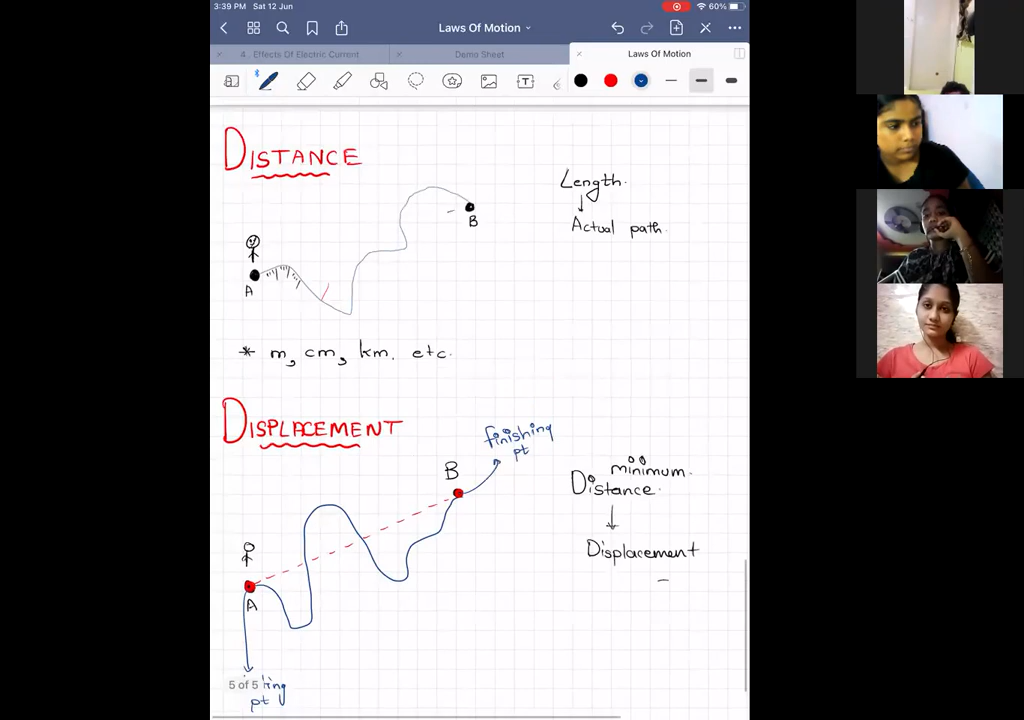 3:39 PM Sat 12 Jun
60%
Laws Of Motion
4. Effects Of Electric Current
Demo Sheet
Laws Of Motion
DISTANCE
Length.
Actual path.
A
B
* m, cm, km. etc.
DISPLACEMENT
finishing
pt
B
A
minimum.
Distance.
Displacement
5 of 5
pt